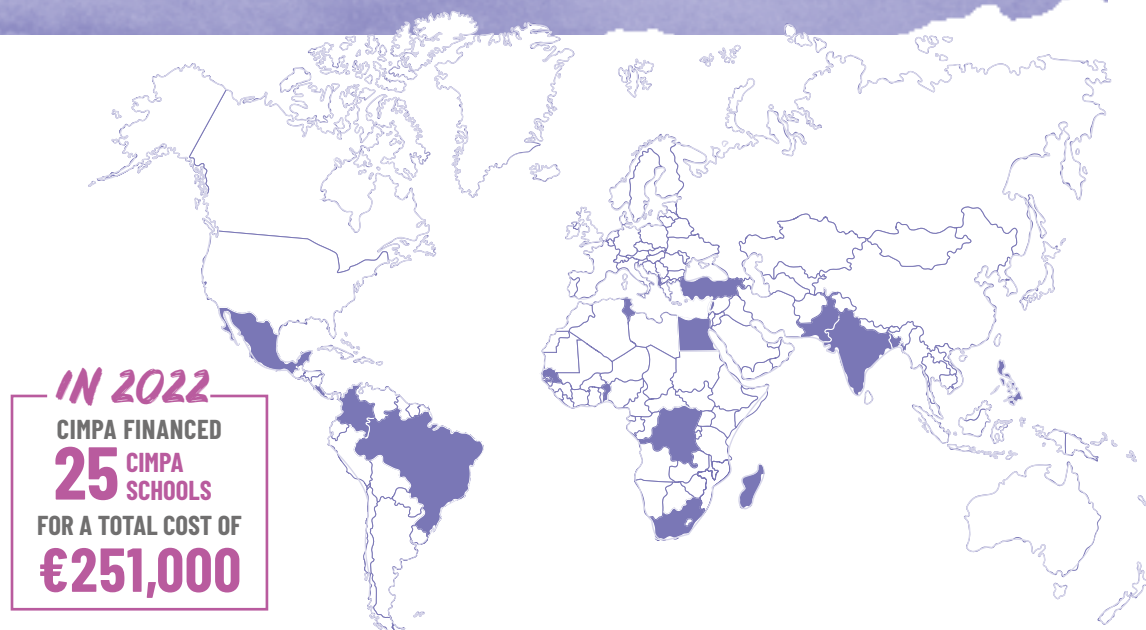 IN 2022
CIMPA FINANCED
25 CIMPA
SCHOOLS
FOR A TOTAL COST OF
€251,000